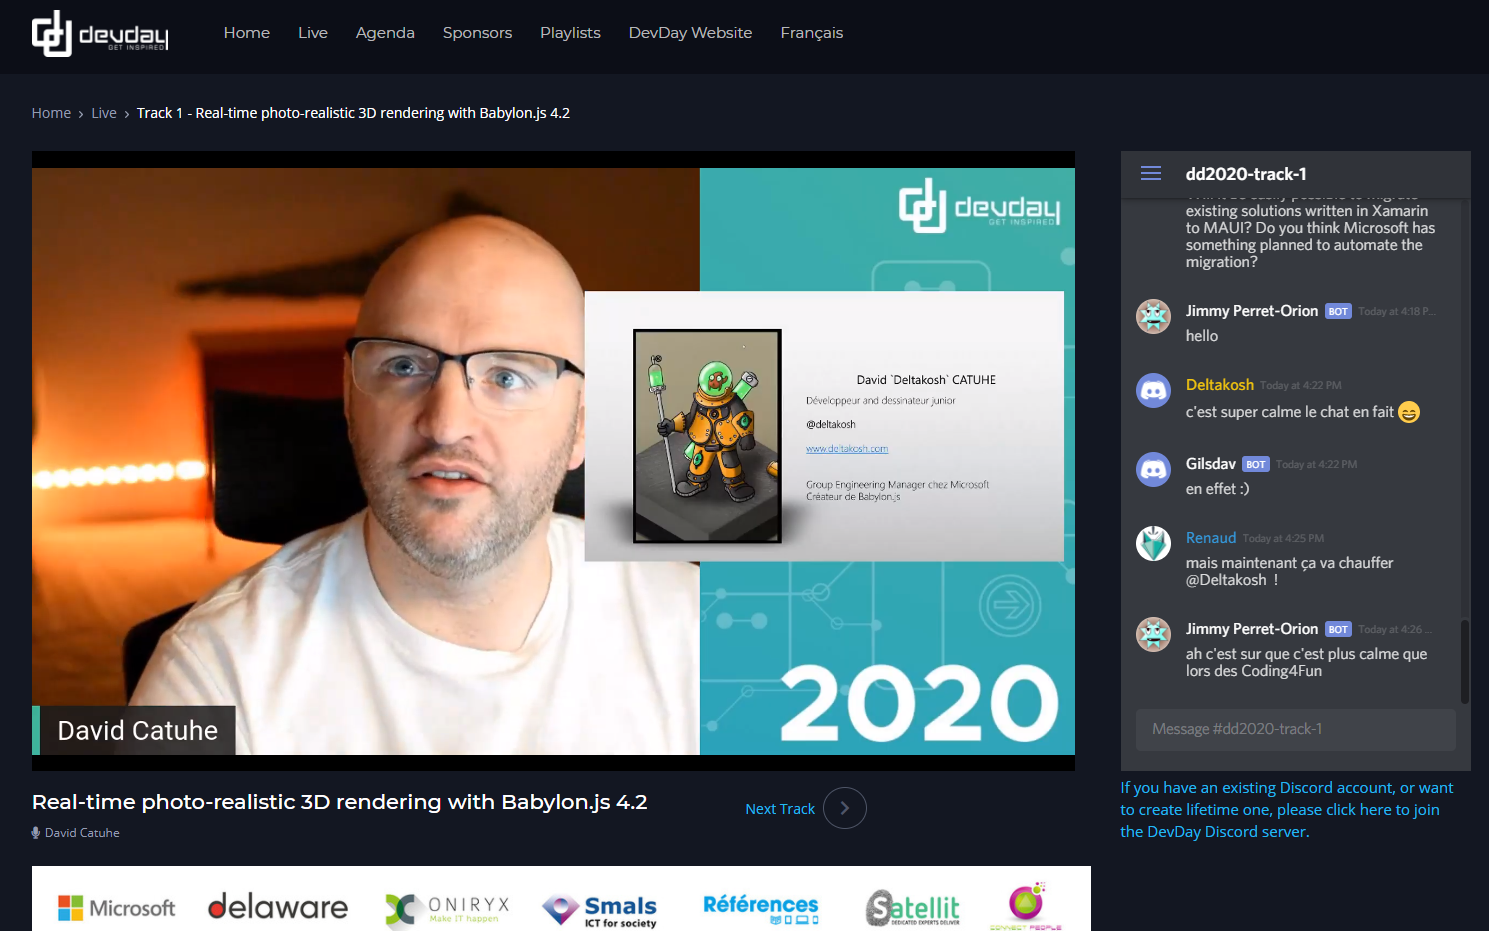 devday
GET INSPIRED
Home Live Agenda Sponsors Playlists DevDay Website Français
Home › Live › Track 1 - Real-time photo-realistic 3D rendering with Babylon.js 4.2
devday
GET INSPIRED
David `Deltakosh` CATUHE
Développeur and dessinateur junior
@deltakosh
www.deltakosh.com
Group Engineering Manager chez Microsoft
Créateur de Babylon.js
2020
David Catuhe
Real-time photo-realistic 3D rendering with Babylon.js 4.2
David Catuhe
Next Track
dd2020-track-1
existing solutions written in Xamarin
to MAUI? Do you think Microsoft has
something planned to automate the
migration?
Jimmy Perret-Orion BOT Today at 4:18 P...
hello
Deltakosh Today at 4:22 PM
c'est super calme le chat en fait 😄
Gilsdav BOT Today at 4:22 PM
en effet :)
Renaud Today at 4:25 PM
mais maintenant ça va chauffer
@Deltakosh !
Jimmy Perret-Orion BOT Today at 4:26 ...
ah c'est sur que c'est plus calme que
lors des Coding4Fun
Message #dd2020-track-1
If you have an existing Discord account, or want
to create lifetime one, please click here to join
the DevDay Discord server.
Microsoft
delaware
ONIRYX
Make IT happen
Smals
ICT for society
Références
Satellit
DEDICATED EXPERTS DELIVER
CONNECT PEOPLE